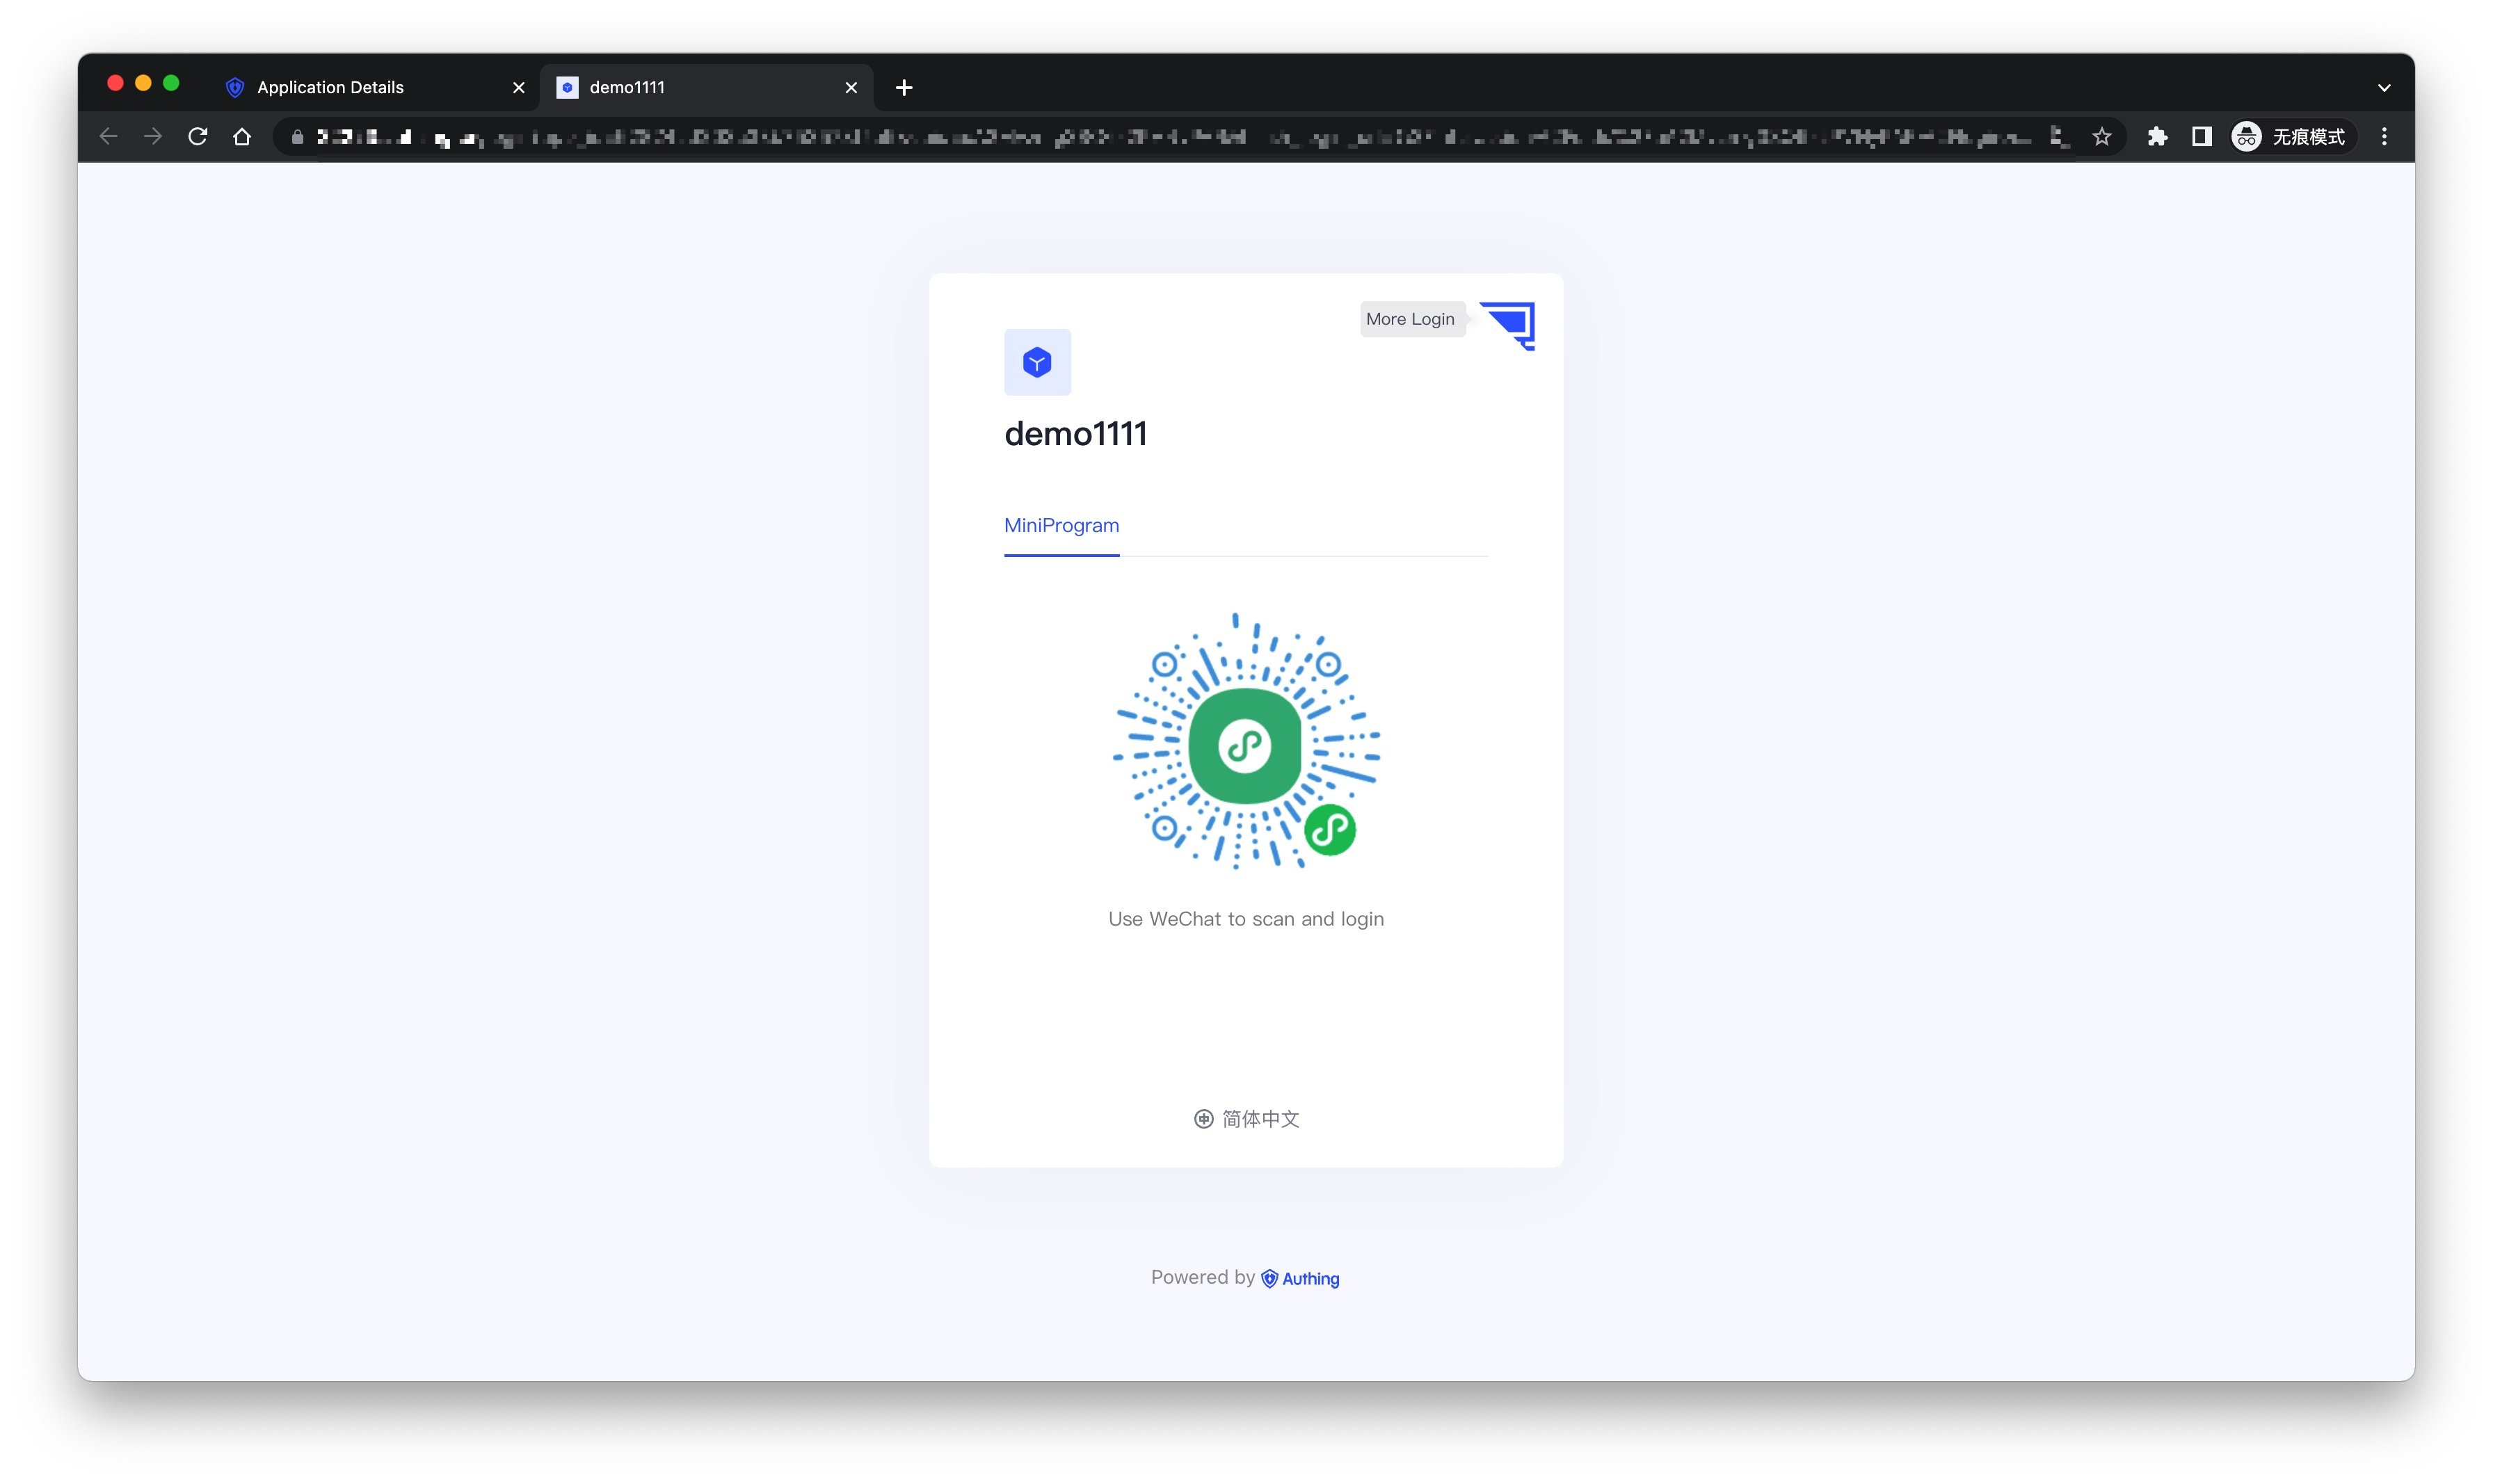 Application Details
demo1111
无痕模式
More Login
demo1111
MiniProgram
Use WeChat to scan and login
简体中文
Powered by Authing